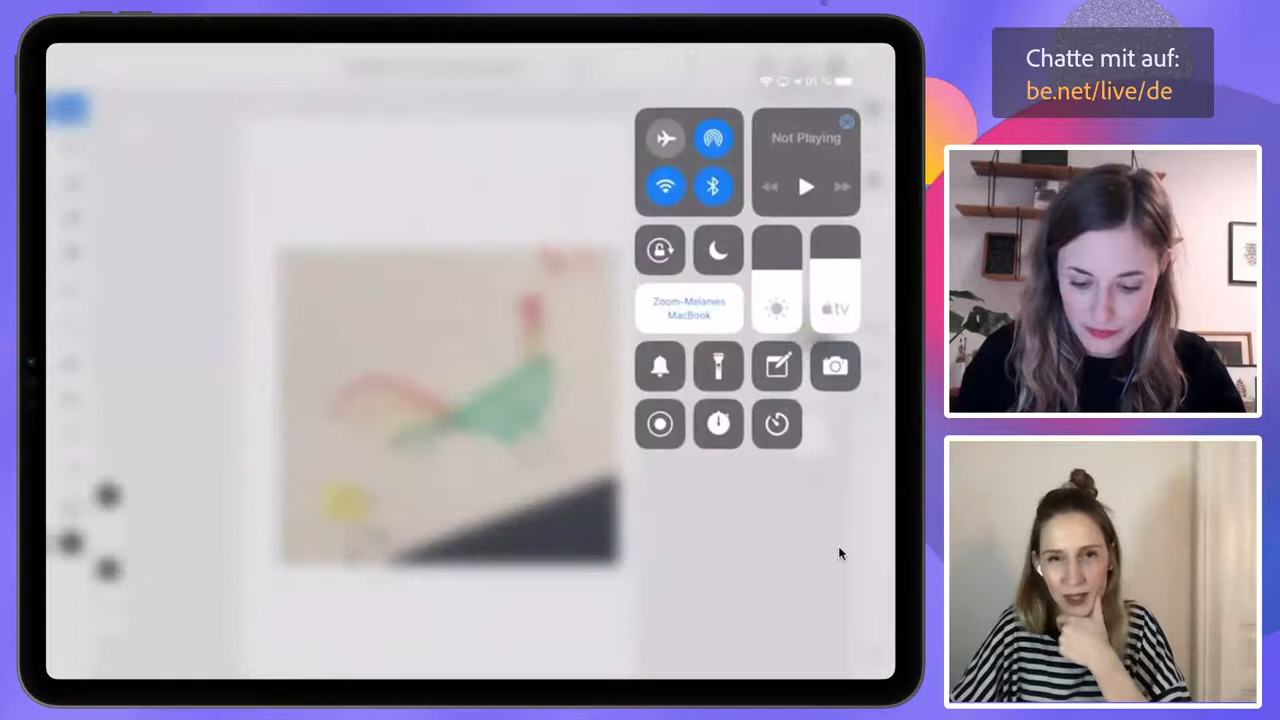 Chatte mit auf:
be.net/live/de
Not Playing
Zoom-Melanies
MacBook
tv